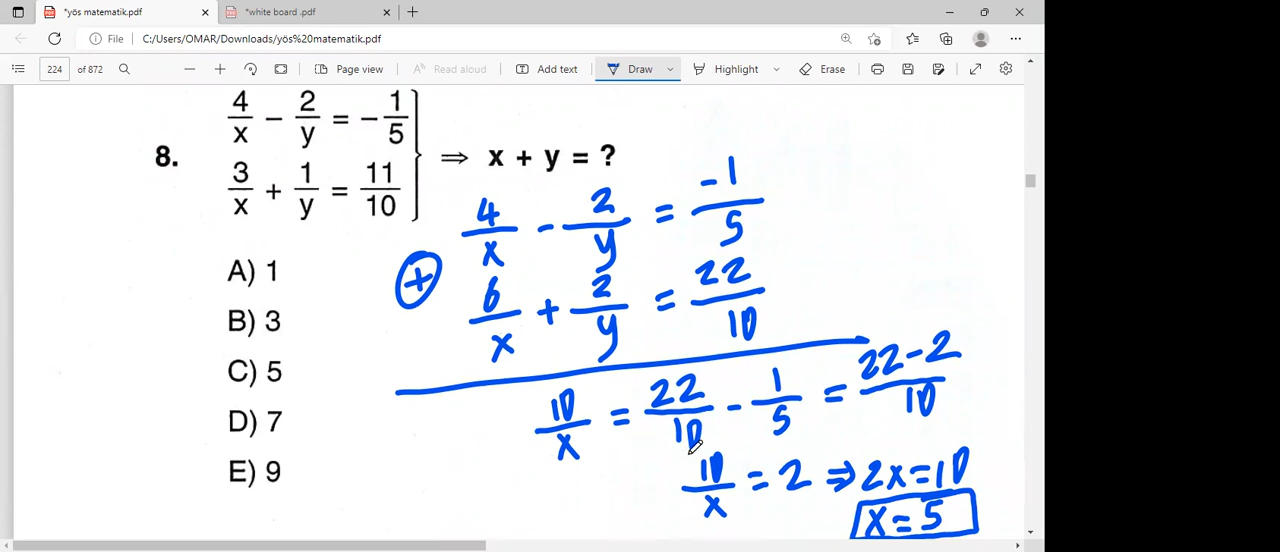 *yös matematik.pdf
*white board .pdf
File C:/Users/OMAR/Downloads/yös%20matematik.pdf
224 of 872 Page view Read aloud Add text Draw Highlight Erase
8. 4/x - 2/y = -1/5
3/x + 1/y = 11/10
⇒ x + y = ?
A) 1
B) 3
C) 5
D) 7
E) 9
4/x - 2/y = -1/5
+
6/x + 2/y = 22/10
10/x = 22/10 - 1/5 = 22-2/10
10/x = 2 ⇒ 2x = 10
x = 5